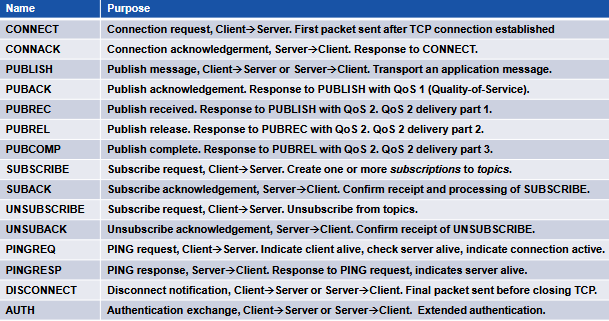 Name Purpose
CONNECT Connection request, Client→Server. First packet sent after TCP connection established
CONNACK Connection acknowledgerment, Server→Client. Response to CONNECT.
PUBLISH Publish message, Client→Server or Server→Client. Transport an application message.
PUBACK Publish acknowledgement. Response to PUBLISH with QoS 1 (Quality-of-Service).
PUBREC Publish received. Response to PUBLISH with QoS 2. QoS 2 delivery part 1.
PUBREL Publish release. Response to PUBREC with QoS 2. QoS 2 delivery part 2.
PUBCOMP Publish complete. Response to PUBREL with QoS 2. QoS 2 delivery part 3.
SUBSCRIBE Subscribe request, Client→Server. Create one or more subscriptions to topics.
SUBACK Subscribe acknowledgement, Server→Client. Confirm receipt and processing of SUBSCRIBE.
UNSUBSCRIBE Subscribe request, Client→Server. Unsubscribe from topics.
UNSUBACK Unsubscribe acknowledgement, Server→Client. Confirm receipt of UNSUBSCRIBE.
PINGREQ PING request, Client→Server. Indicate client alive, check server alive, indicate connection active.
PINGRESP PING response, Server→Client. Response to PING request, indicates server alive.
DISCONNECT Disconnect notification, Client→Server or Server→Client. Final packet sent before closing TCP.
AUTH Authentication exchange, Client→Server or Server→Client. Extended authentication.